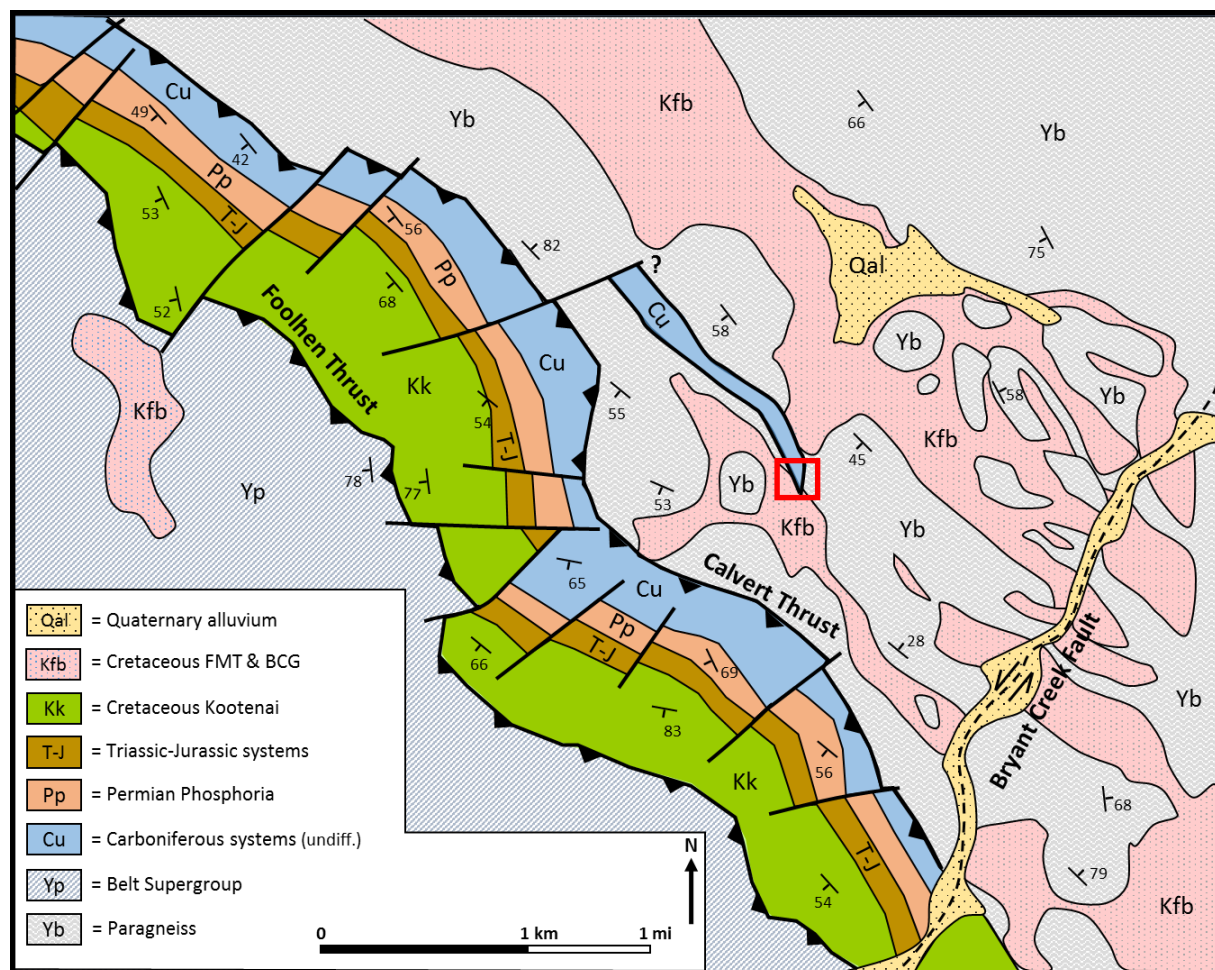 Cu
Kfb
Yb
66
Yb
49
42
Pp
53
T-J
56
82
Pp
75
?
Qal
52
68
Cu
58
Foolhen Thrust
Yb
Cu
Kk
55
58
Yb
Kfb
54
T-J
45
Kfb
78
77
Yp
53
Yb
Yb
Kfb
65
Cu
Calvert Thrust
Pp
T-J
66
69
28
Bryant Creek Fault
Yb
83
56
Kk
68
T-J
54
79
Kfb
Qal = Quaternary alluvium
Kfb = Cretaceous FMT & BCG
Kk = Cretaceous Kootenai
T-J = Triassic-Jurassic systems
Pp = Permian Phosphoria
Cu = Carboniferous systems (undiff.)
Yp = Belt Supergroup
Yb = Paragneiss
N
0 1 km 1 mi